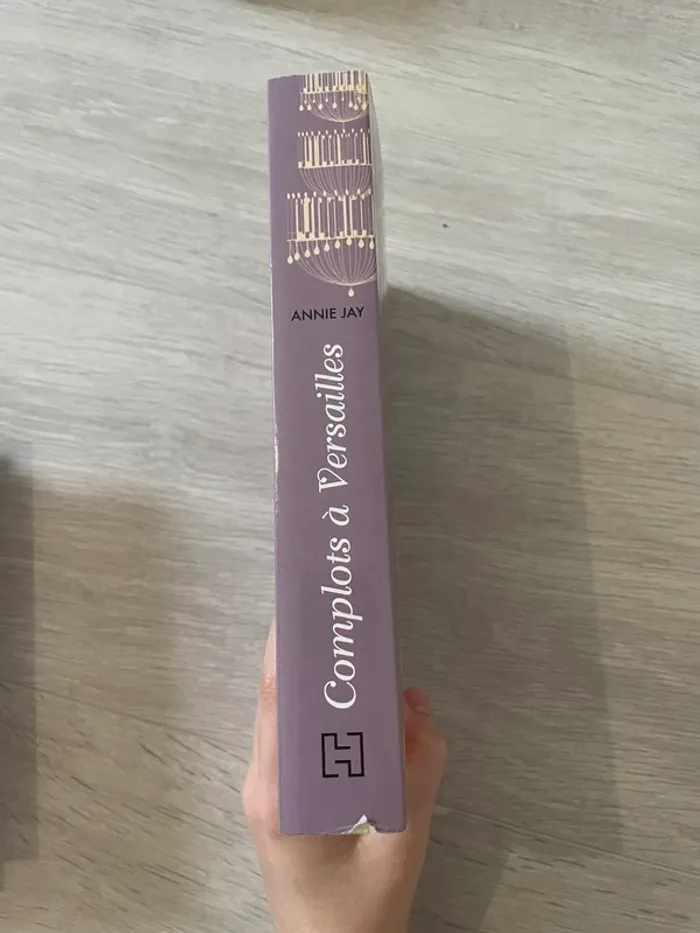 ANNIE JAY
Complots à Versailles
H